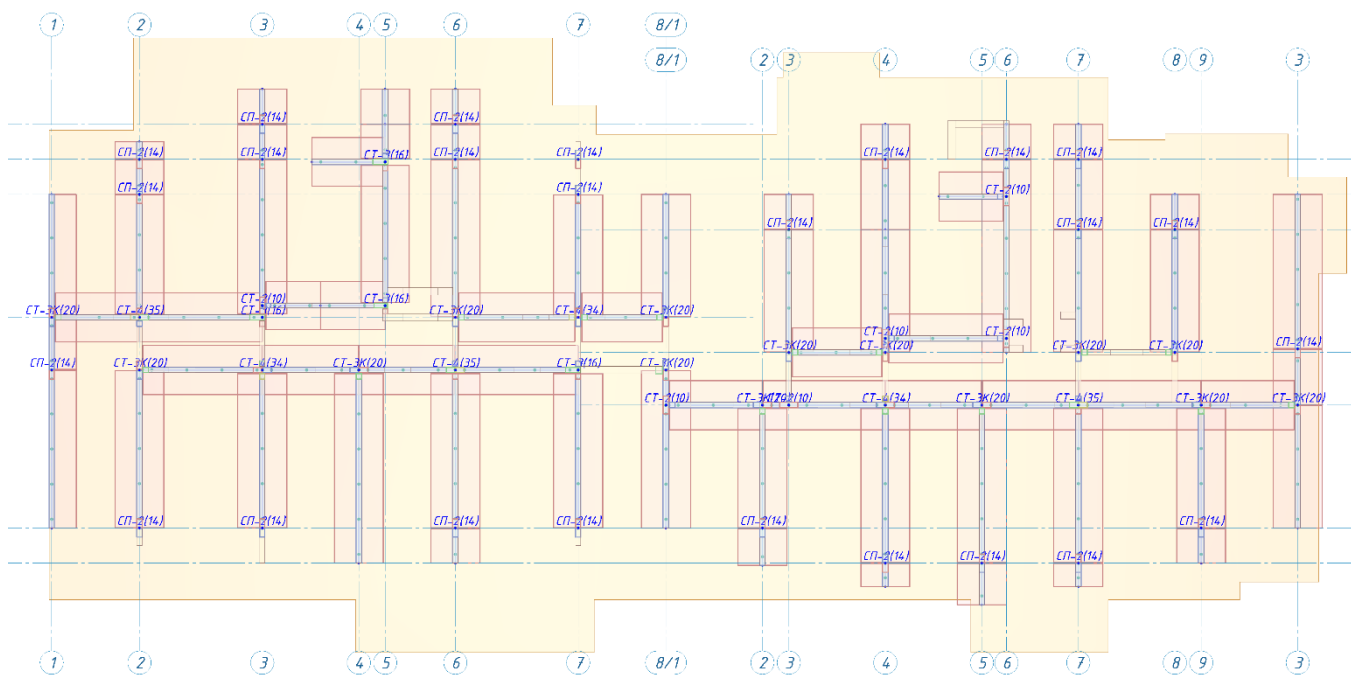 1 2 3 4 5 6 7 8/1
8/1 2 3 4 5 6 7 8 9 3
СП-2(14) СП-2(14)
СП-2(14) СП-2(14) СП-2(14) СП-2(14) СП-2(14) СП-2(14) СП-2(14)
СП-2(14) СП-2(14) СТ-2(10)
СП-2(14) СП-2(14) СП-2(14)
СТ-2(10) СТ-3(16)
СТ-3К(20) СТ-4(35) СТ-3К(20) СТ-4(34) СТ-3К(20)
СТ-2(10) СТ-2(10)
СТ-3К(20) СТ-3К(20) СТ-3К(20) СП-2(14)
СП-2(14) СТ-3К(20) СТ-4(34) СТ-3К(20) СТ-4(35) СТ-3(16)
СТ-2(10) СТ-4(34) СТ-3К(20) СТ-4(35) СТ-3К(20) СТ-3К(20)
СП-2(14) СП-2(14) СП-2(14) СП-2(14) СП-2(14) СП-2(14)
СП-2(14) СП-2(14) СП-2(14)
1 2 3 4 5 6 7 8/1 2 3 4 5 6 7 8 9 3